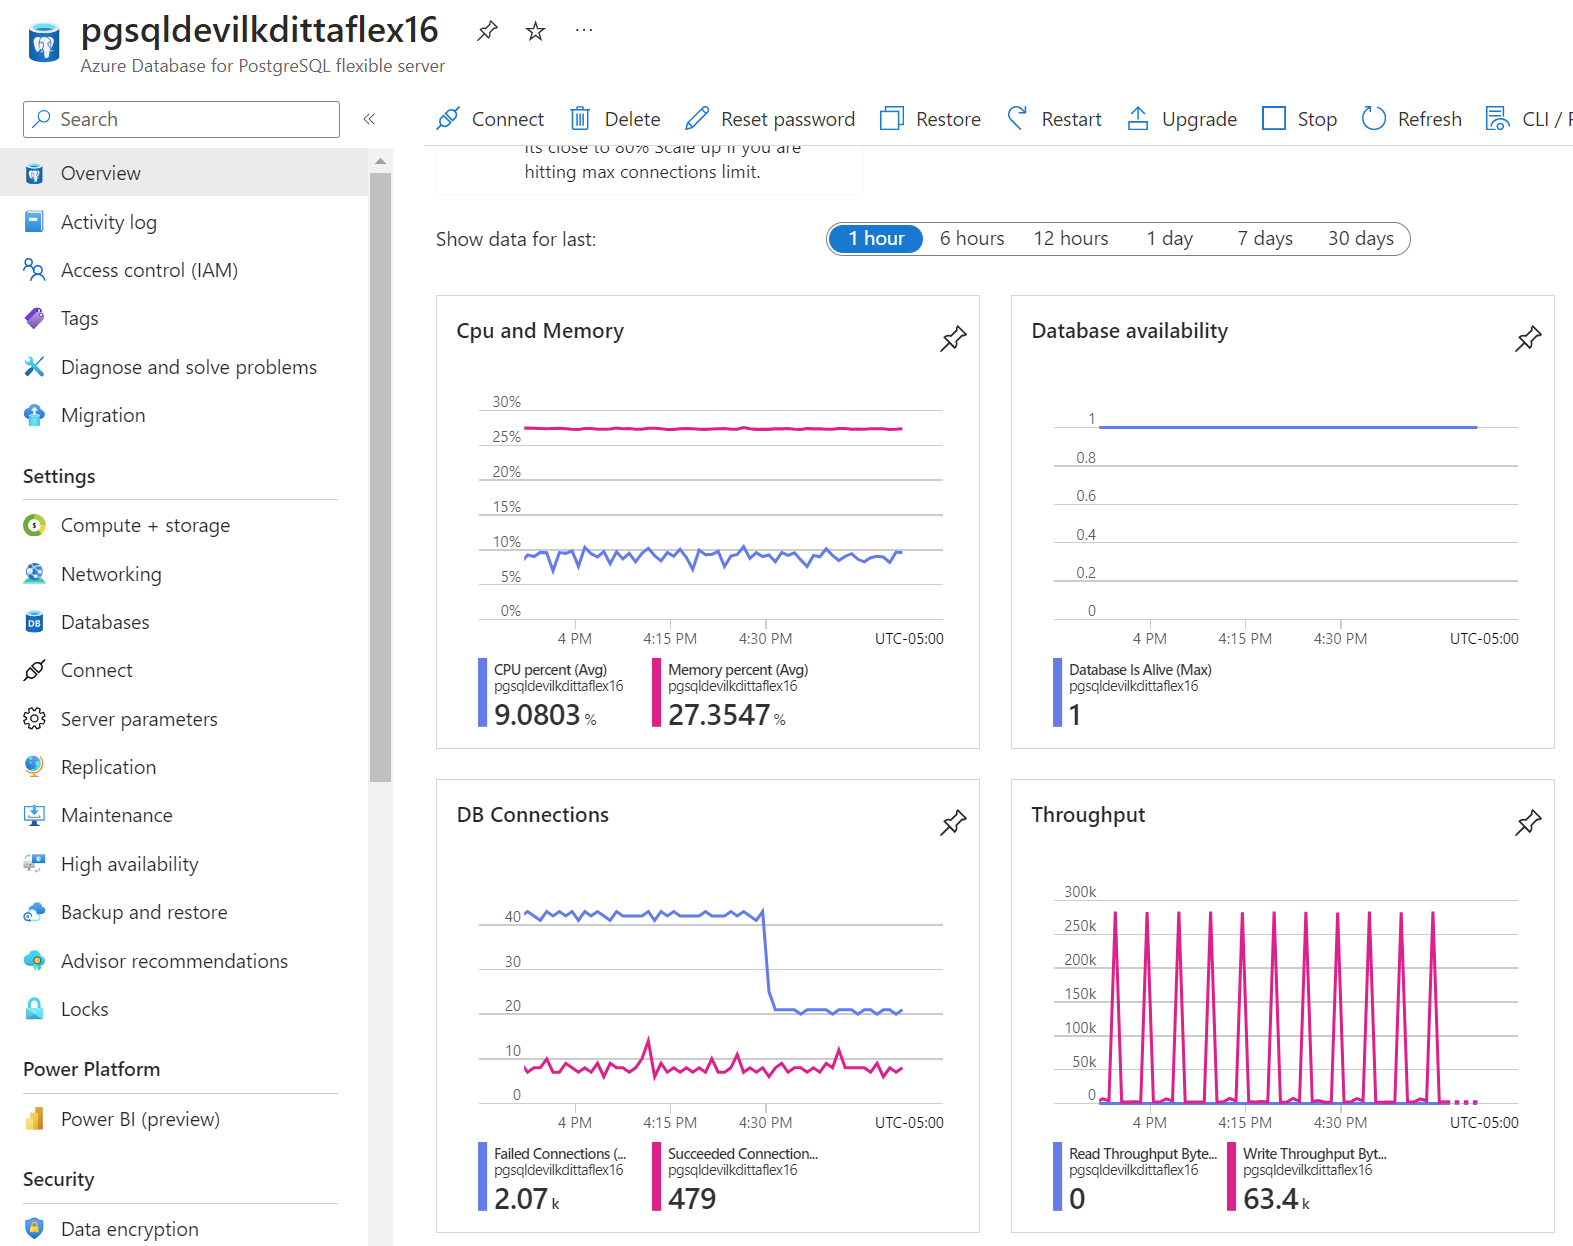 pgsqldevilkdittaflex16
Azure Database for PostgreSQL flexible server
Search
Connect
Delete
Reset password
Restore
Restart
Upgrade
Stop
Refresh
CLI /
Overview
Activity log
Access control (IAM)
Tags
Diagnose and solve problems
Migration
Settings
Compute + storage
Networking
Databases
Connect
Server parameters
Replication
Maintenance
High availability
Backup and restore
Advisor recommendations
Locks
Power Platform
Power BI (preview)
Security
Data encryption
its close to 80% Scale up if you are
hitting max connections limit.
Show data for last:
1 hour
6 hours
12 hours
1 day
7 days
30 days
Cpu and Memory
30%
25%
20%
15%
10%
5%
0%
4 PM
4:15 PM
4:30 PM
UTC-05:00
CPU percent (Avg)
pgsqldevilkdittaflex16
9.0803 %
Memory percent (Avg)
pgsqldevilkdittaflex16
27.3547 %
Database availability
1
0.8
0.6
0.4
0.2
0
4 PM
4:15 PM
4:30 PM
UTC-05:00
Database Is Alive (Max)
pgsqldevilkdittaflex16
1
DB Connections
40
30
20
10
0
4 PM
4:15 PM
4:30 PM
UTC-05:00
Failed Connections (...
pgsqldevilkdittaflex16
2.07 k
Succeeded Connection...
pgsqldevilkdittaflex16
479
Throughput
300k
250k
200k
150k
100k
50k
0
4 PM
4:15 PM
4:30 PM
UTC-05:00
Read Throughput Byte...
pgsqldevilkdittaflex16
0
Write Throughput Byt...
pgsqldevilkdittaflex16
63.4 k